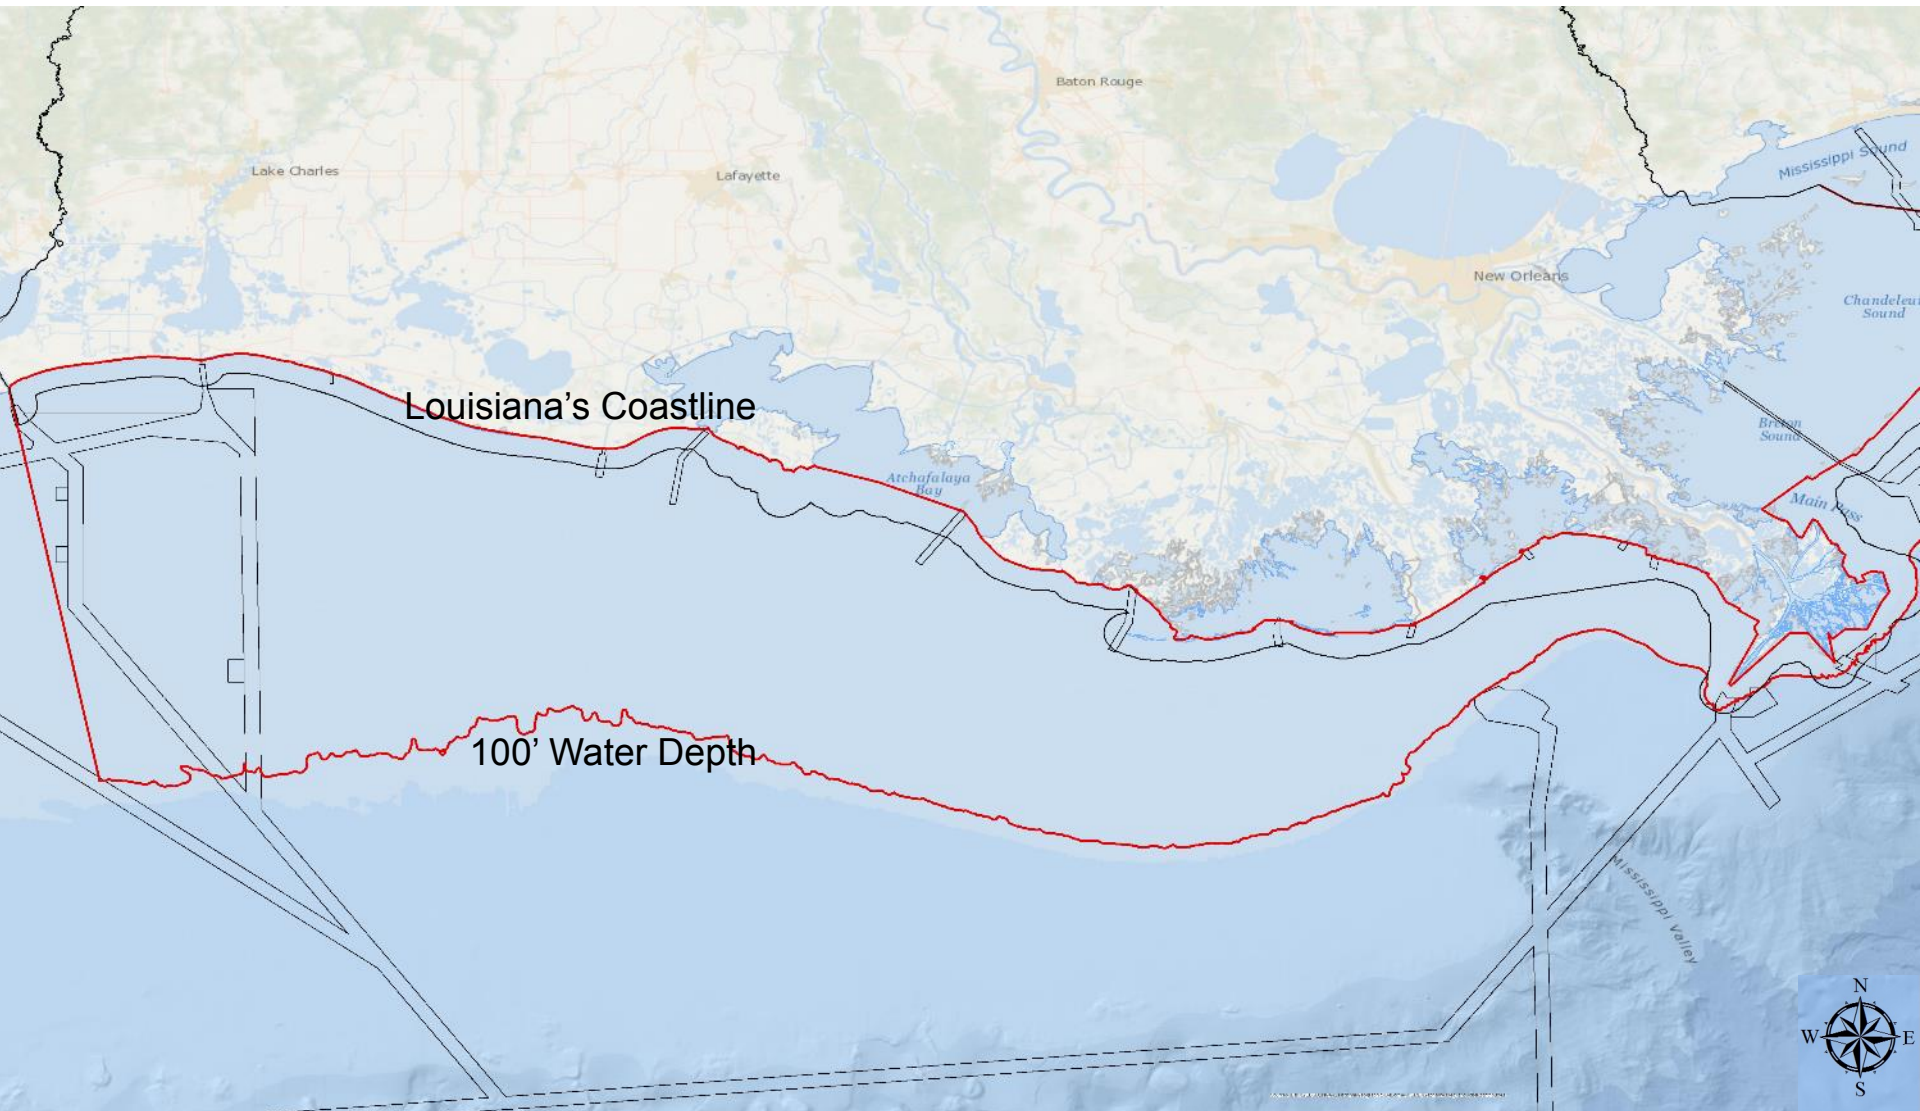 Baton Rouge
Mississippi Sound
Lake Charles
Lafayette
New Orleans
Chandeleur
Sound
Louisiana's Coastline
Breton
Sound
Atchafalaya
Bay
Main Pass
100' Water Depth
Mississippi Valley
N
W
E
S